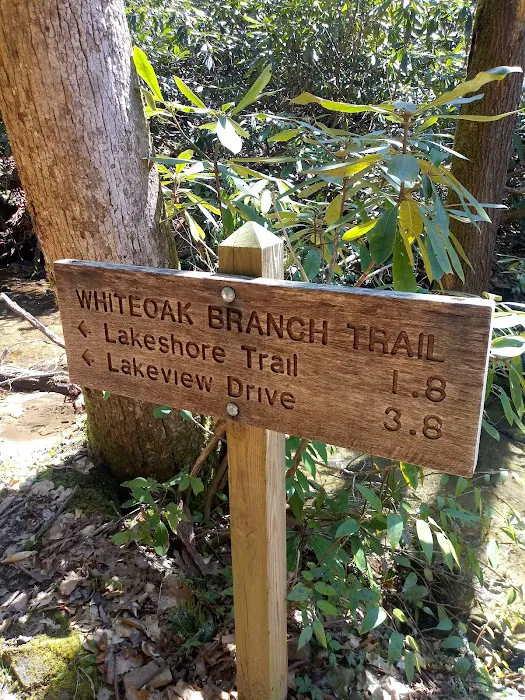 WHITEOAK BRANCH TRAIL
← Lakeshore Trail 1.8
← Lakeview Drive 3.8